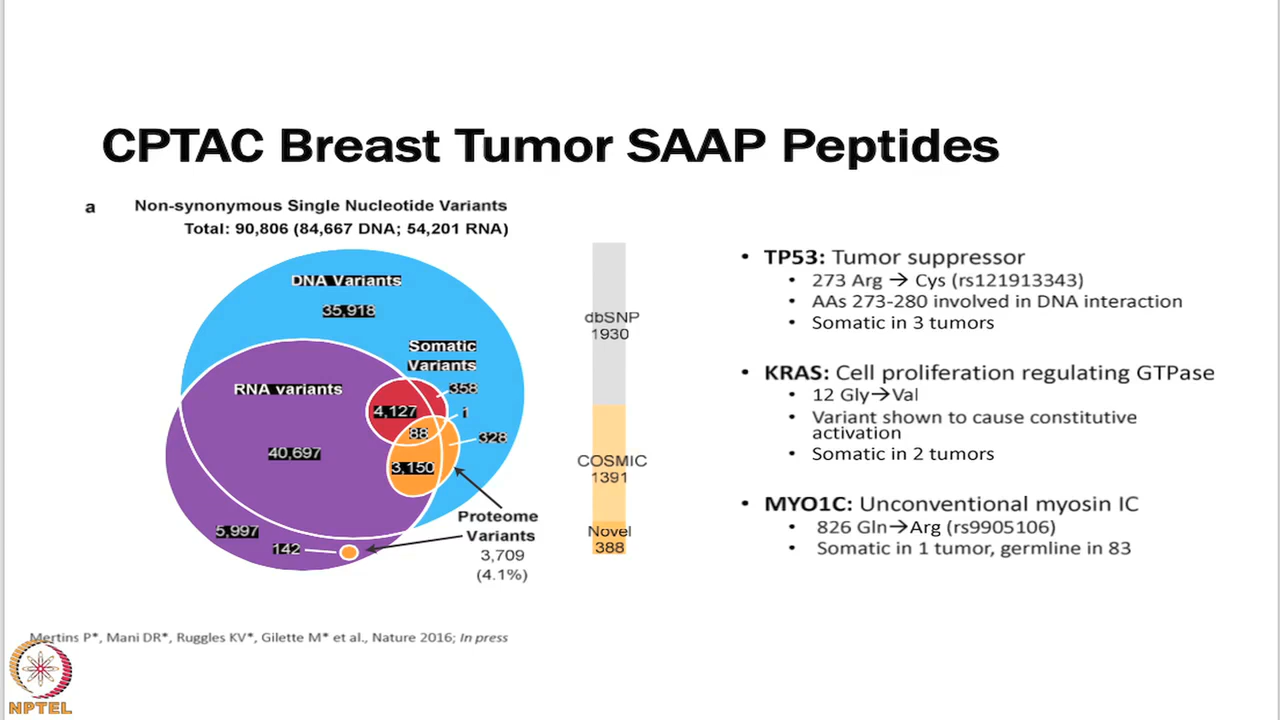 CPTAC Breast Tumor SAAP Peptides
a
Non-synonymous Single Nucleotide Variants
Total: 90,806 (84,667 DNA; 54,201 RNA)
DNA Variants
35,918
Somatic
Variants
358
RNA variants
4,127
1
88
328
40,697
3,150
Proteome
Variants
3,709
(4.1%)
5,997
142
dbSNP
1930
COSMIC
1391
Novel
388
• TP53: Tumor suppressor
• 273 Arg → Cys (rs121913343)
• AAs 273-280 involved in DNA interaction
• Somatic in 3 tumors
• KRAS: Cell proliferation regulating GTPase
• 12 Gly→Val
• Variant shown to cause constitutive
activation
• Somatic in 2 tumors
• MYO1C: Unconventional myosin IC
• 826 Gln→Arg (rs9905106)
• Somatic in 1 tumor, germline in 83
Mertins P*, Mani DR*, Ruggles KV*, Gilette M* et al., Nature 2016; In press
NPTEL